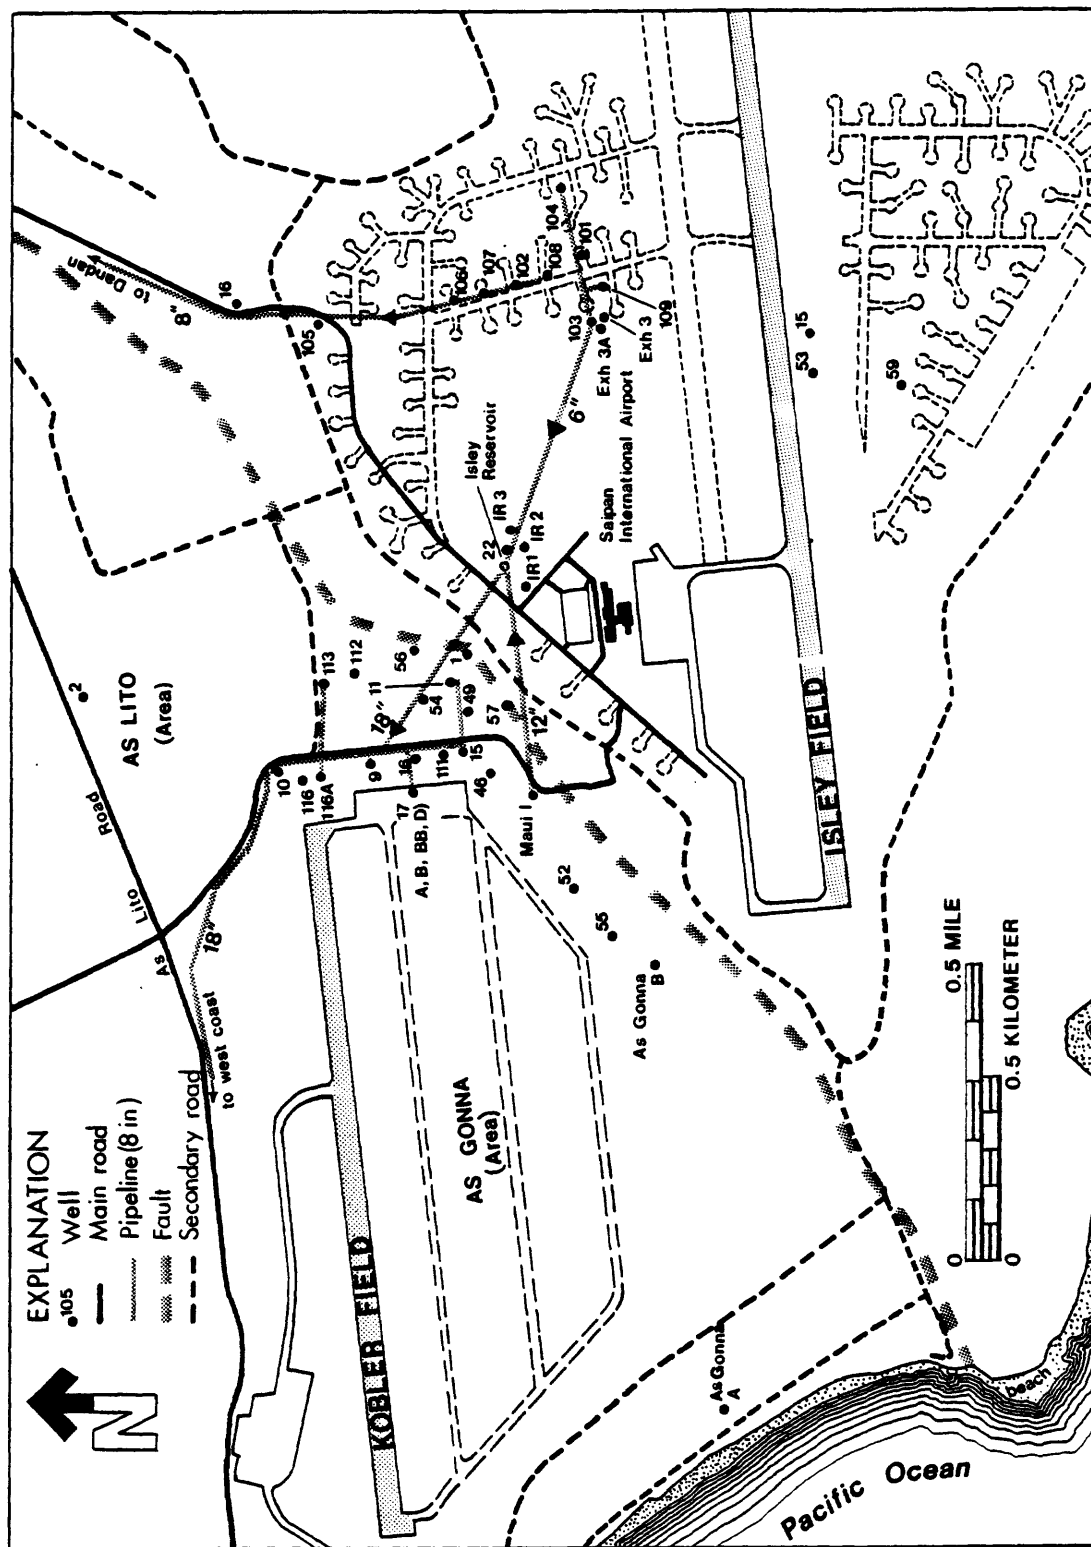 EXPLANATION
105 Well
Main road
Pipeline (8 in)
Fault
Secondary road
N
to Dandan
8"
16
105
106
107
102
108
104
101
103
109
Exh 3A
Exh 3
6"
15
53
59
Isley
Reservoir
IR 3
22
IR 2
IR1
Saipan
International Airport
2
AS LITO
(Area)
As Lito Road
18"
to west coast
113
112
56
11
1
54
18"
49
57
12"
10
116
116A
9
16
111
15
17
46
A, B, BB, D)
Maui I
52
55
As Gonna
B
KOBLER FIELD
AS GONNA
(Area)
ISLEY FIELD
As Gonna
A
beach
Pacific Ocean
0 0.5 MILE
0 0.5 KILOMETER